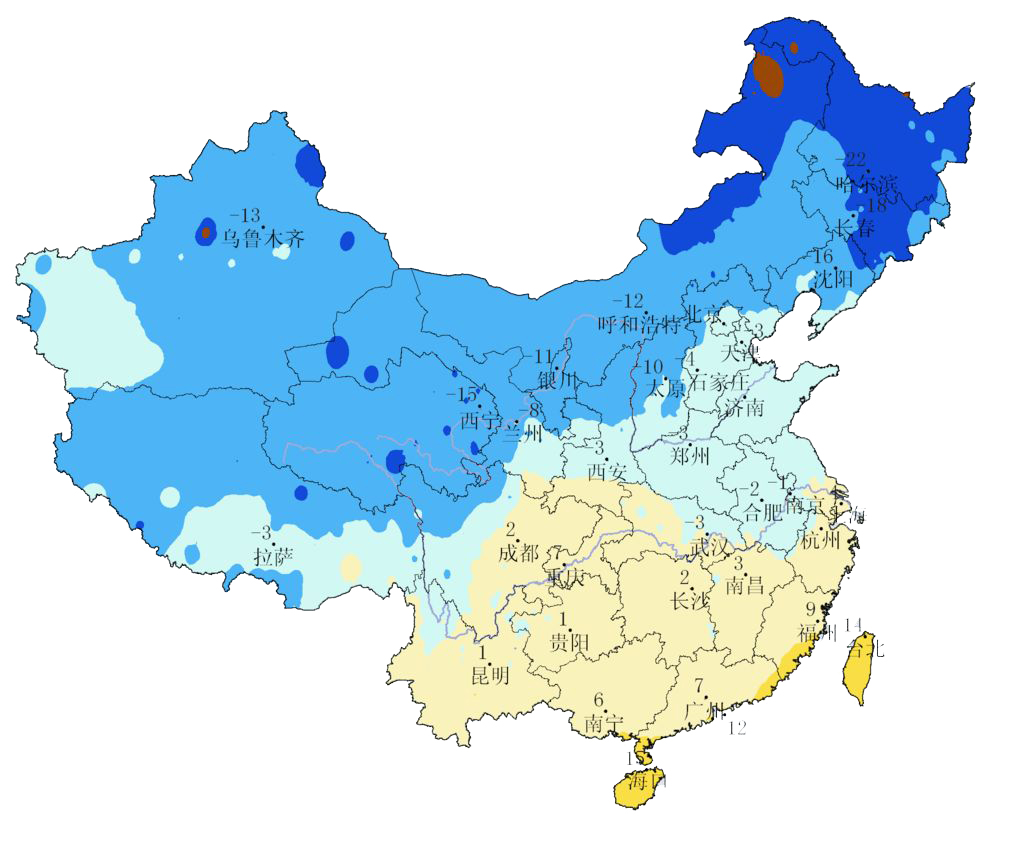 -22
哈尔滨
-18
长春
16
沈阳
-13
乌鲁木齐
-12
呼和浩特
北京
-3
天津
-11
银川
-10
太原
-4
石家庄
济南
-15
西宁
-8
兰州
-3
郑州
-3
西安
-2
合肥
南京
-3
拉萨
2
成都
-3
武汉
杭州
7
重庆
3
南昌
2
长沙
9
福州
14
台北
1
贵阳
1
昆明
7
广州
12
6
南宁
海口